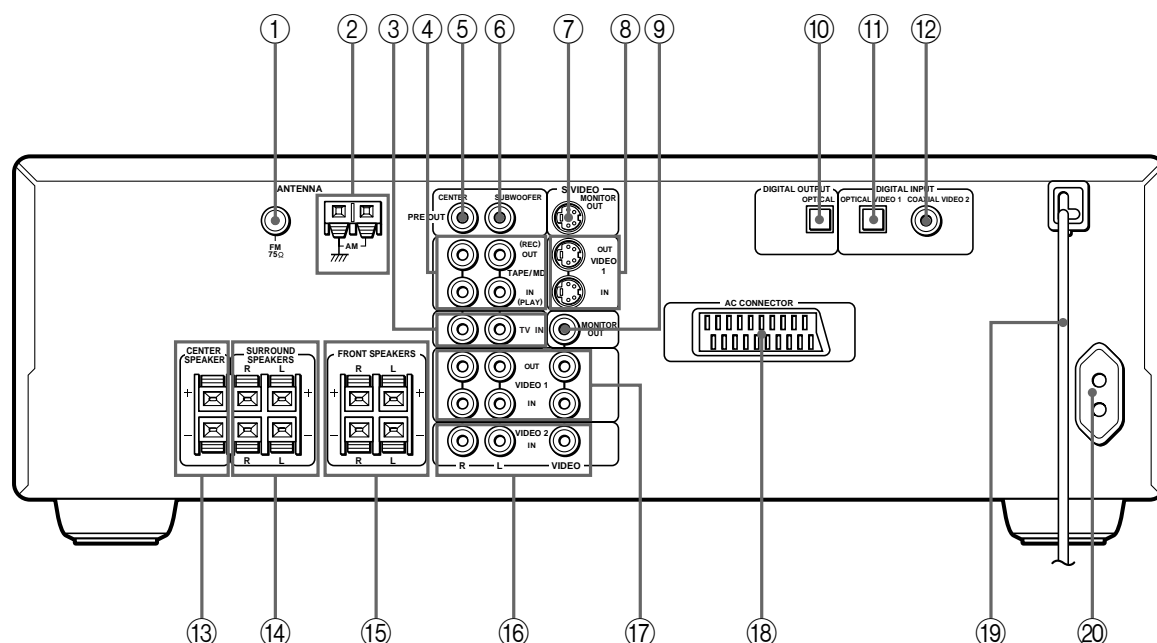 ① ② ③ ④ ⑤ ⑥ ⑦ ⑧ ⑨ ⑩ ⑪ ⑫
ANTENNA
FM
75Ω
AM
CENTER
SUBWOOFER
PRE OUT
S VIDEO
MONITOR
OUT
(REC)
OUT
TAPE/MD
IN
(PLAY)
OUT
VIDEO
1
IN
TV IN
MONITOR
OUT
OUT
VIDEO 1
IN
VIDEO 2
IN
R L VIDEO
DIGITAL OUTPUT
OPTICAL
DIGITAL INPUT
OPTICAL VIDEO 1
COAXIAL VIDEO 2
AC CONNECTOR
CENTER
SPEAKER
+
–
SURROUND
SPEAKERS
R L
R L
FRONT SPEAKERS
R L
+ +
– –
R L
⑬ ⑭ ⑮ ⑯ ⑰ ⑱ ⑲ ⑳